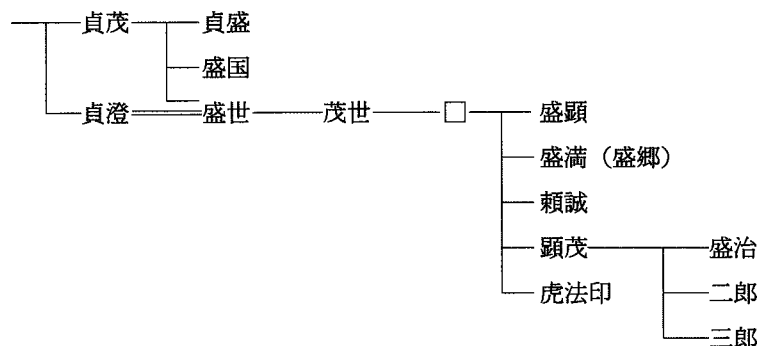 貞茂 貞盛
盛国
貞澄 盛世 茂世 □ 盛顕
盛満（盛郷）
頼誠
顕茂 盛治
虎法印 二郎
三郎